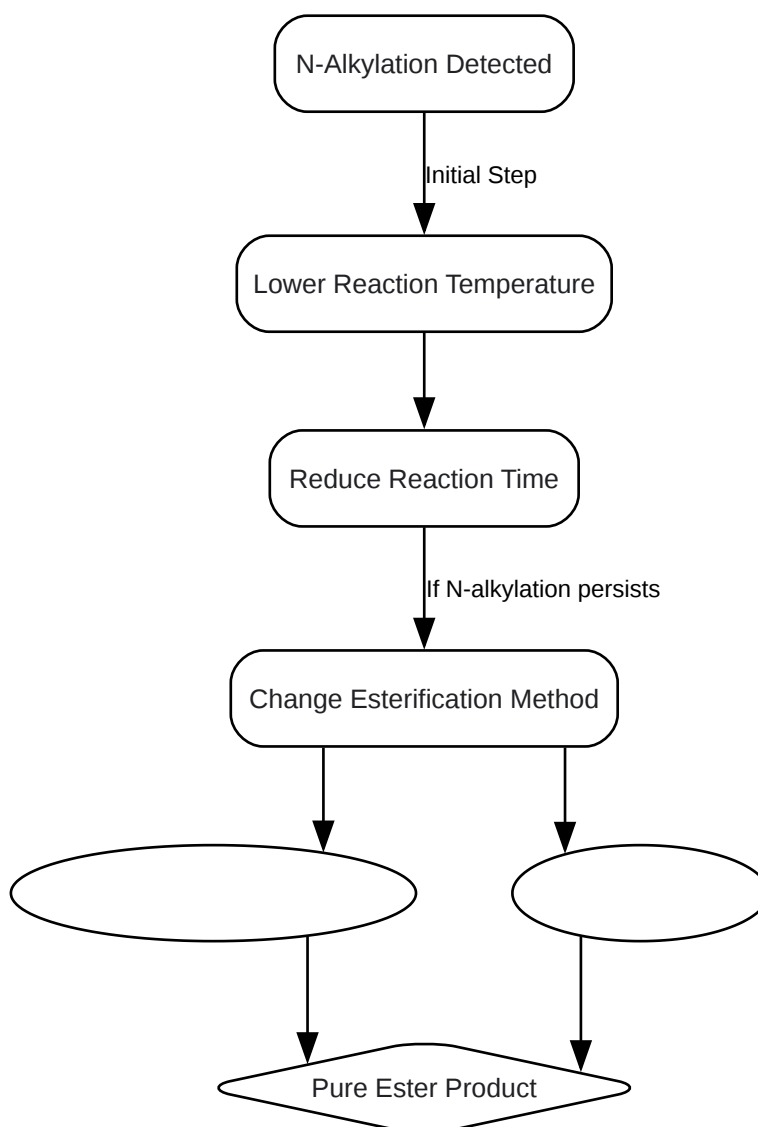 N-Alkylation Detected
Initial Step
Lower Reaction Temperature
Reduce Reaction Time
If N-alkylation persists
Change Esterification Method
Pure Ester Product